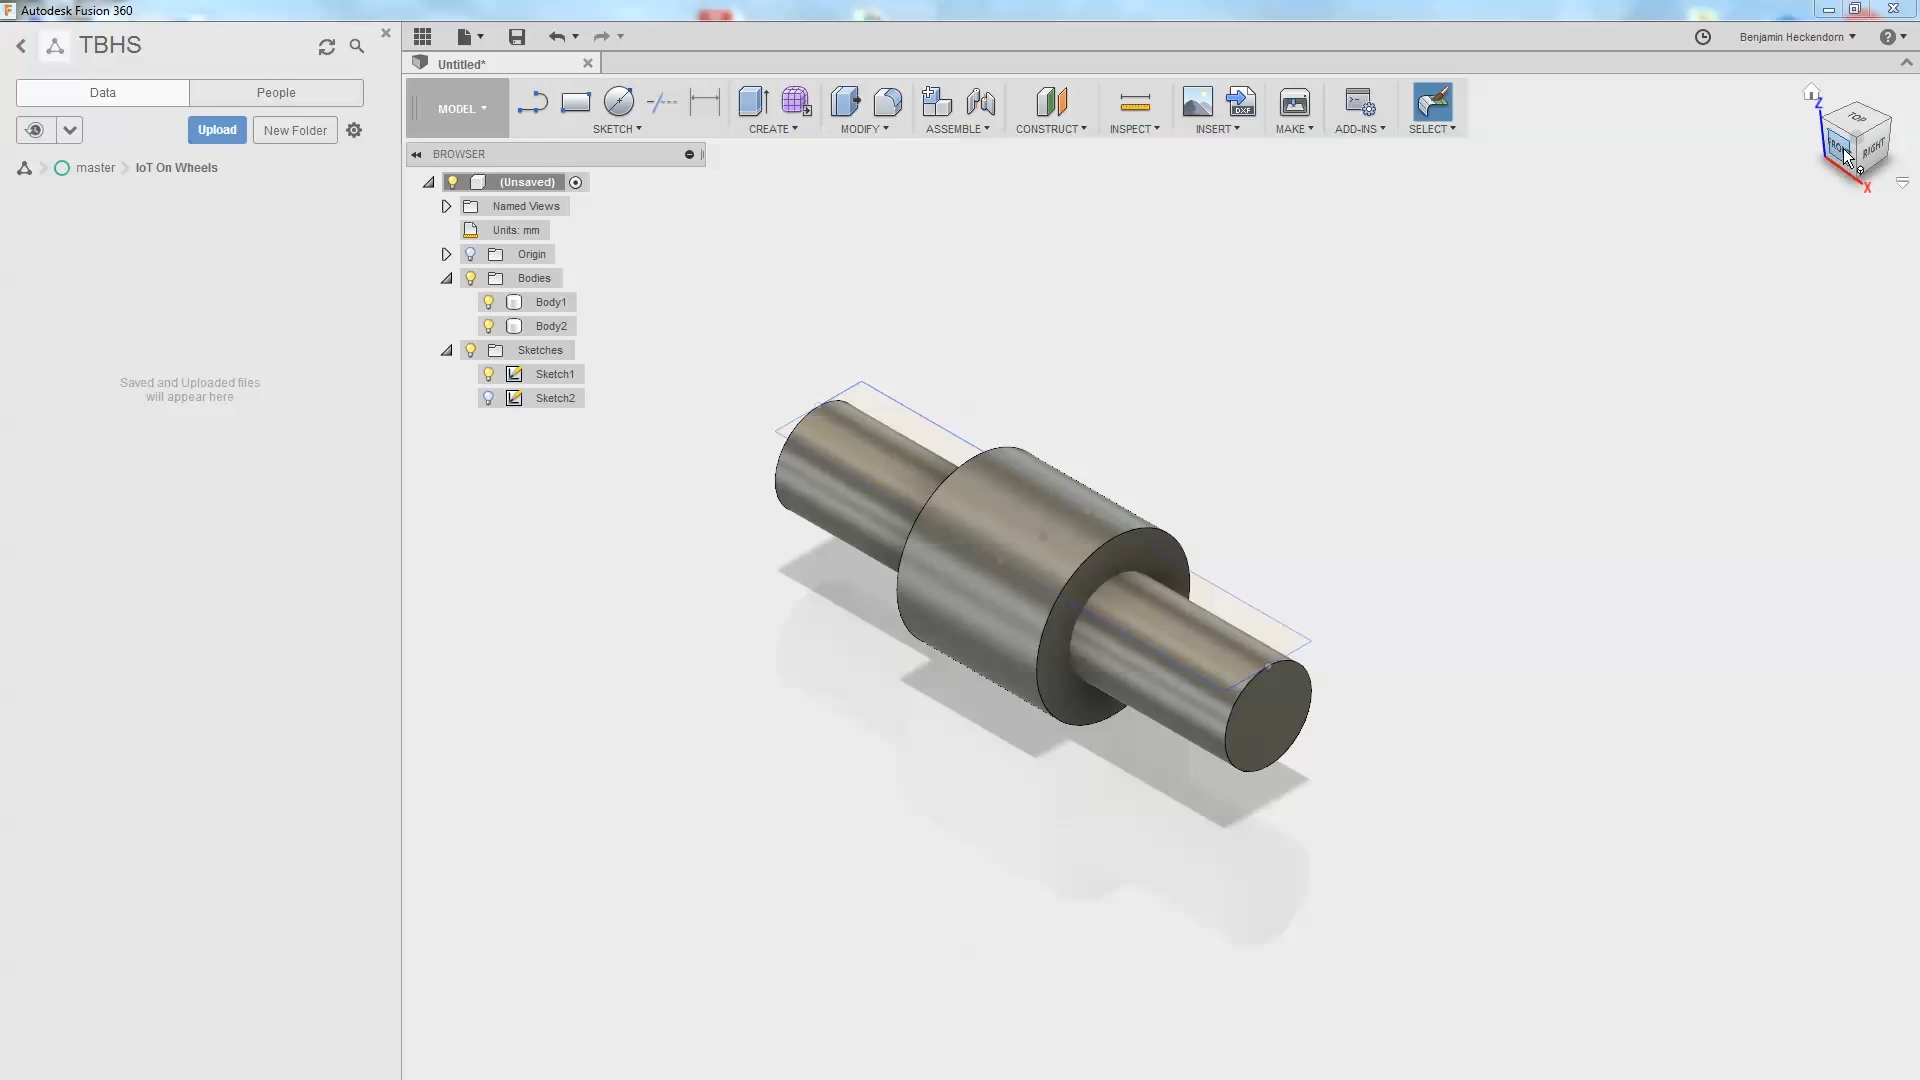 Autodesk Fusion 360
TBHS
Data
People
Upload
New Folder
master
IoT On Wheels
Saved and Uploaded files
will appear here
Benjamin Heckendorn
Untitled*
MODEL
SKETCH
CREATE
MODIFY
ASSEMBLE
CONSTRUCT
INSPECT
INSERT
MAKE
ADD-INS
SELECT
DXF
BROWSER
(Unsaved)
Named Views
Units: mm
Origin
Bodies
Body1
Body2
Sketches
Sketch1
Sketch2
Z
TOP
FRONT
RIGHT
X